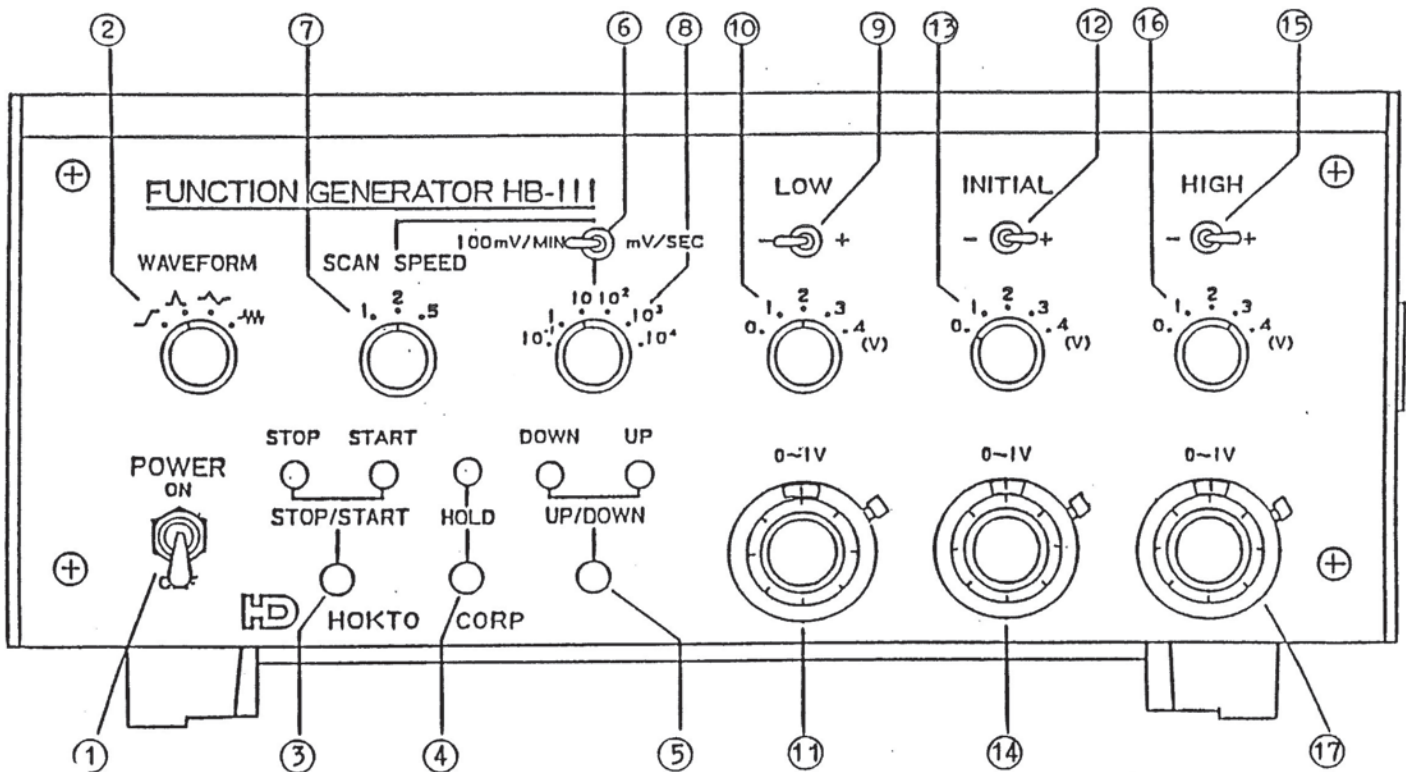 ② ⑦ ⑥ ⑧ ⑩ ⑨ ⑬ ⑫ ⑯ ⑮
FUNCTION GENERATOR HB-111
LOW INITIAL HIGH
100mV/MIN mV/SEC - + - + - +
WAVEFORM SCAN SPEED
1 2 5
10⁻¹ 1 10 10² 10³ 10⁴
0 1 2 3 4 (V)
0 1 2 3 4 (V)
0 1 2 3 4 (V)
STOP START DOWN UP
0~1V 0~1V 0~1V
POWER
ON
STOP/START HOLD UP/DOWN
HD HOKTO CORP
① ③ ④ ⑤ ⑪ ⑭ ⑰